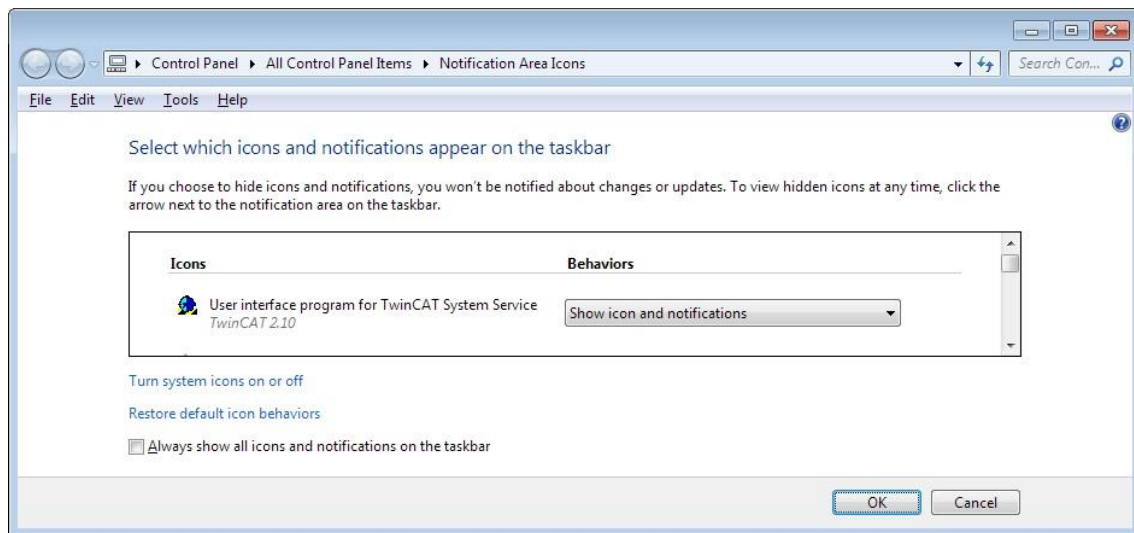 Control Panel ▸ All Control Panel Items ▸ Notification Area Icons
Search Con...
File Edit View Tools Help
Select which icons and notifications appear on the taskbar
If you choose to hide icons and notifications, you won't be notified about changes or updates. To view hidden icons at any time, click the
arrow next to the notification area on the taskbar.
Icons Behaviors
User interface program for TwinCAT System Service
TwinCAT 2.10
Show icon and notifications
Turn system icons on or off
Restore default icon behaviors
Always show all icons and notifications on the taskbar
OK Cancel